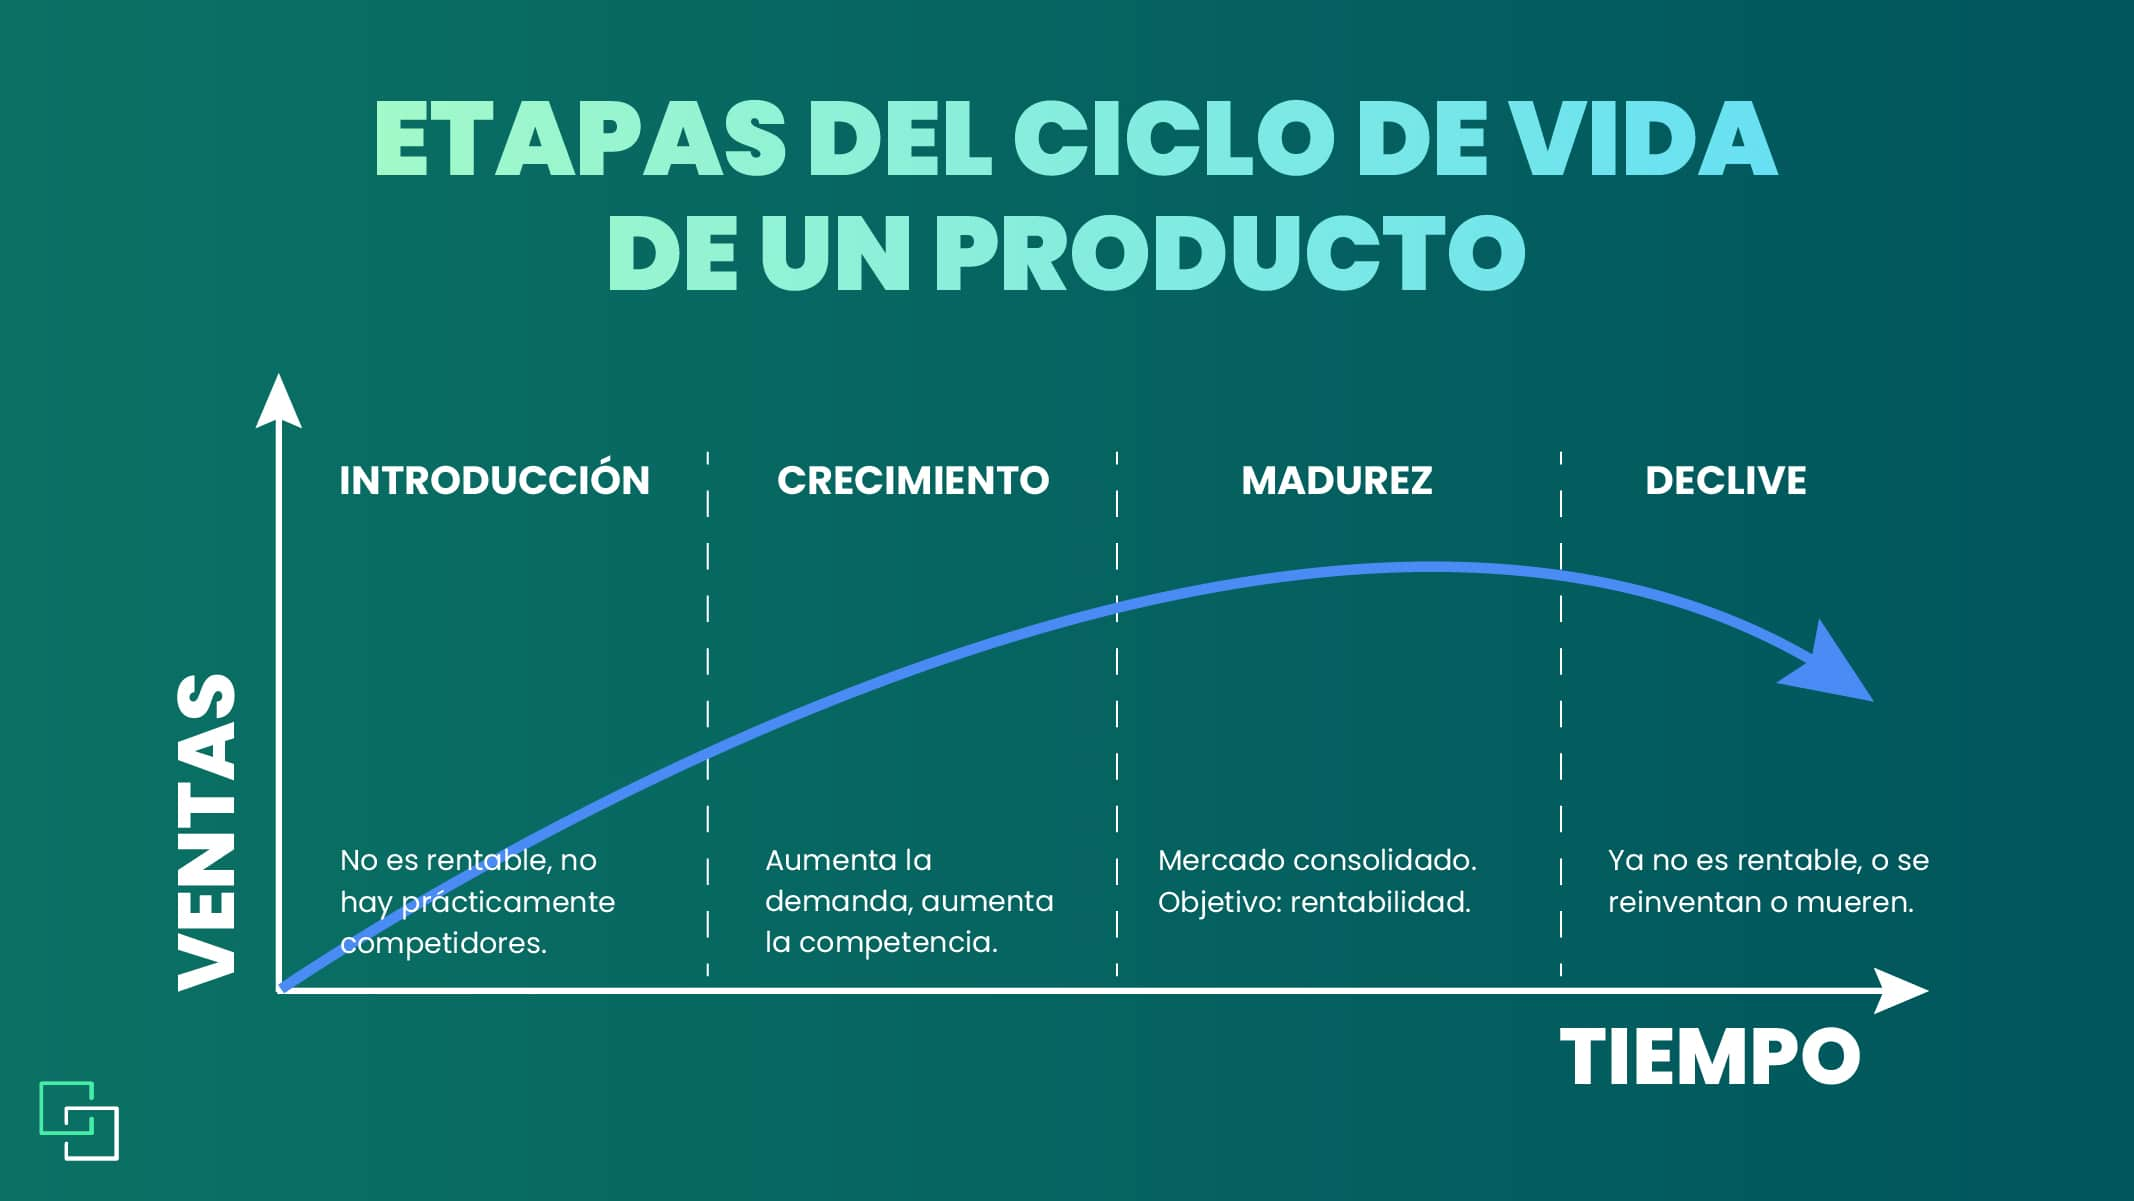 ETAPAS DEL CICLO DE VIDA
DE UN PRODUCTO
INTRODUCCIÓN
CRECIMIENTO
MADUREZ
DECLIVE
VENTAS
No es rentable, no
hay prácticamente
competidores.
Aumenta la
demanda, aumenta
la competencia.
Mercado consolidado.
Objetivo: rentabilidad.
Ya no es rentable, o se
reinventan o mueren.
TIEMPO